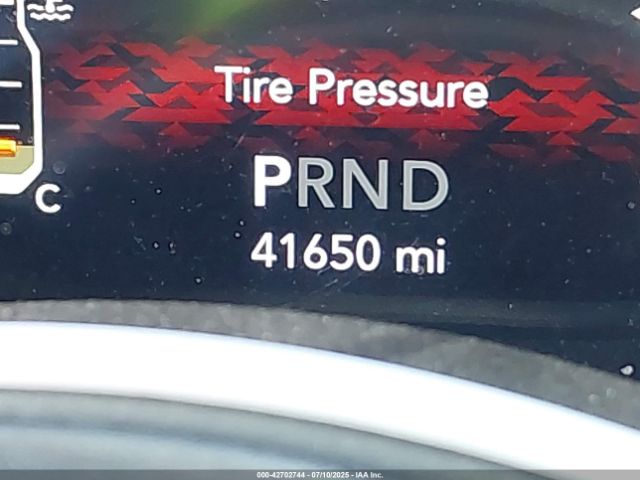 Tire Pressure
PRND
C
41650 mi
000-42702744 - 07/10/2025 - IAA Inc.